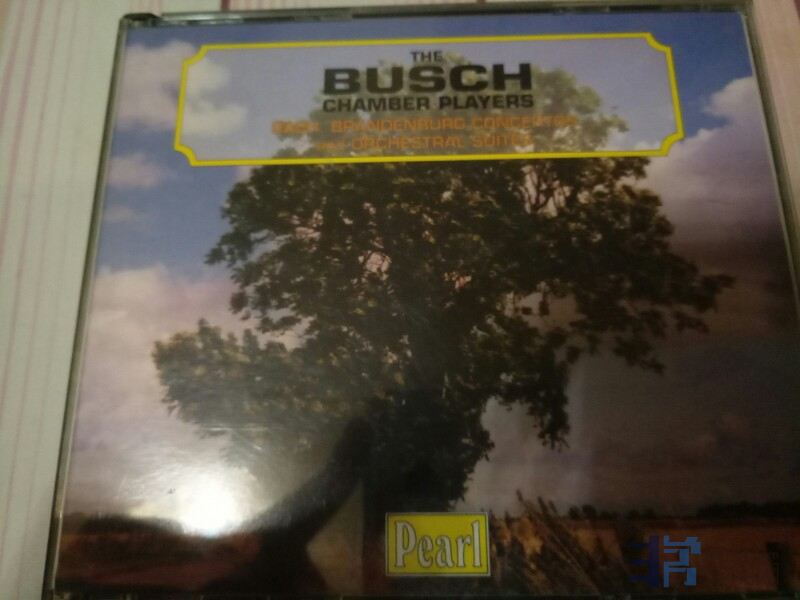 THE
BUSCH
CHAMBER PLAYERS
BACH: BRANDENBURG CONCERTOS
ORCHESTRAL SUITES
Pearl